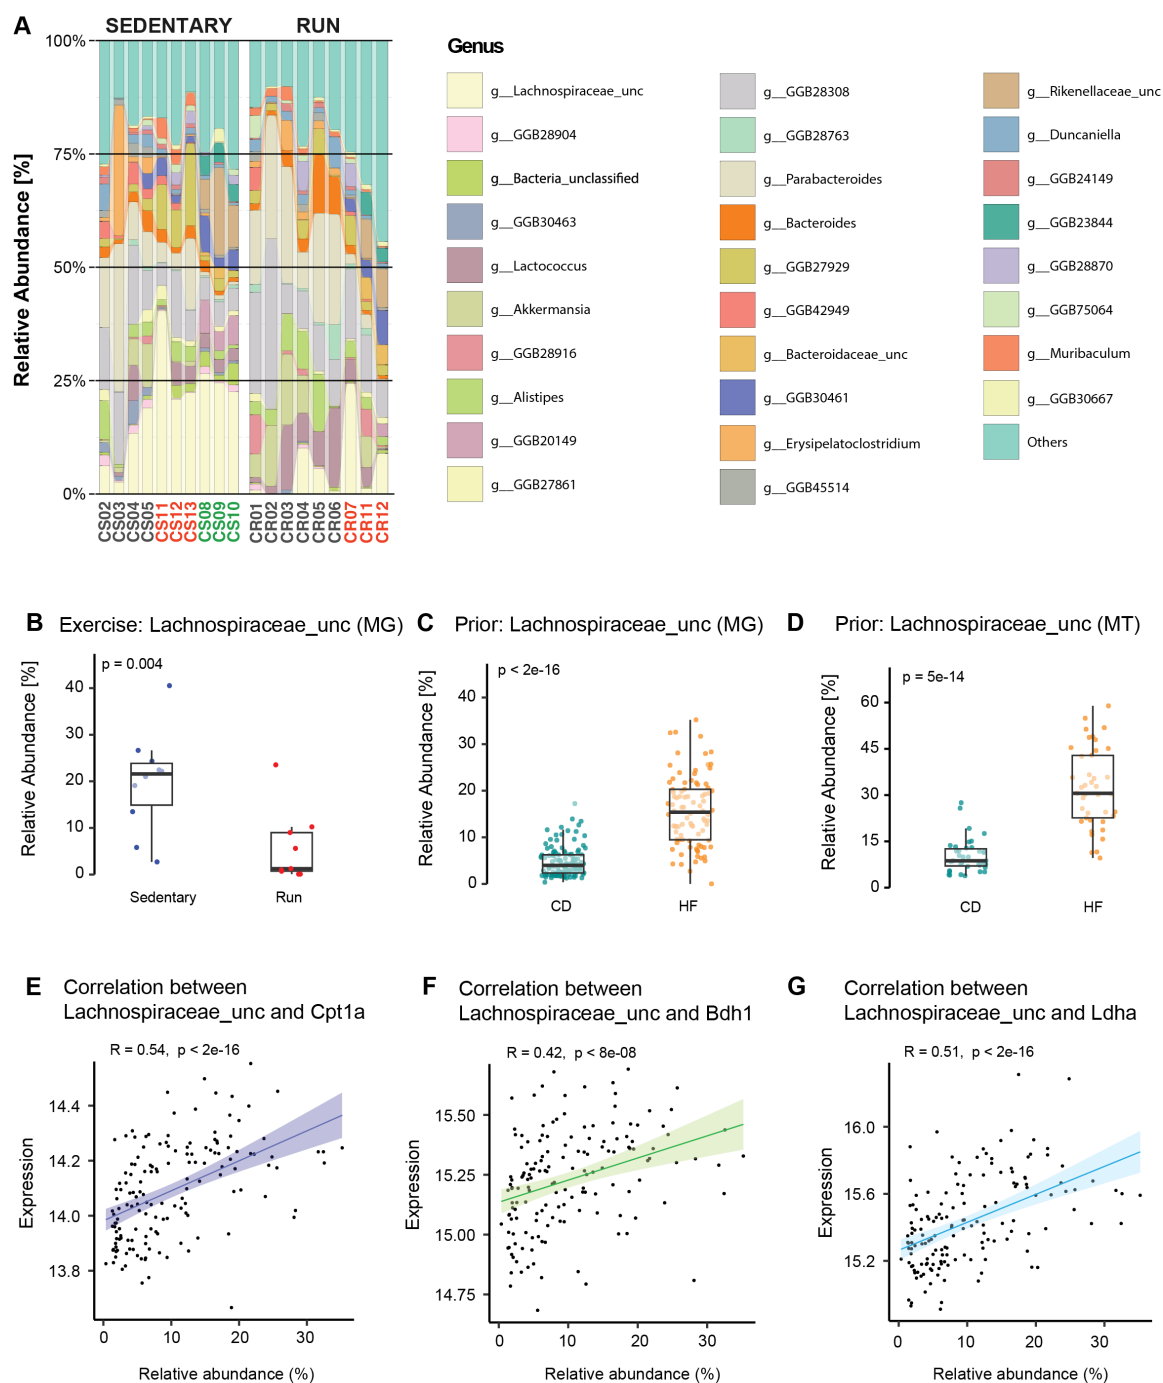 A
SEDENTARY RUN
100%
75%
50%
25%
0%
Relative Abundance [%]
CS02 CS03 CS04 CS05 CS11 CS12 CS13 CS08 CS09 CS10 CR01 CR02 CR03 CR04 CR05 CR06 CR07 CR11 CR12
Genus
g__Lachnospiraceae_unc
g__GGB28904
g__Bacteria_unclassified
g__GGB30463
g__Lactococcus
g__Akkermansia
g__GGB28916
g__Alistipes
g__GGB20149
g__GGB27861
g__GGB28308
g__GGB28763
g__Parabacteroides
g__Bacteroides
g__GGB27929
g__GGB42949
g__Bacteroidaceae_unc
g__GGB30461
g__Erysipelatoclostridium
g__GGB45514
g__Rikenellaceae_unc
g__Duncaniella
g__GGB24149
g__GGB23844
g__GGB28870
g__GGB75064
g__Muribaculum
g__GGB30667
Others
B Exercise: Lachnospiraceae_unc (MG)
p = 0.004
40
30
20
10
0
Relative Abundance [%]
Sedentary Run
C Prior: Lachnospiraceae_unc (MG)
p < 2e-16
40
30
20
10
0
Relative Abundance [%]
CD HF
D Prior: Lachnospiraceae_unc (MT)
p = 5e-14
60
45
30
15
0
Relative Abundance [%]
CD HF
E Correlation between
Lachnospiraceae_unc and Cpt1a
R = 0.54, p < 2e-16
14.4
14.2
14.0
13.8
Expression
0 10 20 30
Relative abundance (%)
F Correlation between
Lachnospiraceae_unc and Bdh1
R = 0.42, p < 8e-08
15.50
15.25
15.00
14.75
Expression
0 10 20 30
Relative abundance (%)
G Correlation between
Lachnospiraceae_unc and Ldha
R = 0.51, p < 2e-16
16.0
15.6
15.2
Expression
0 10 20 30
Relative abundance (%)